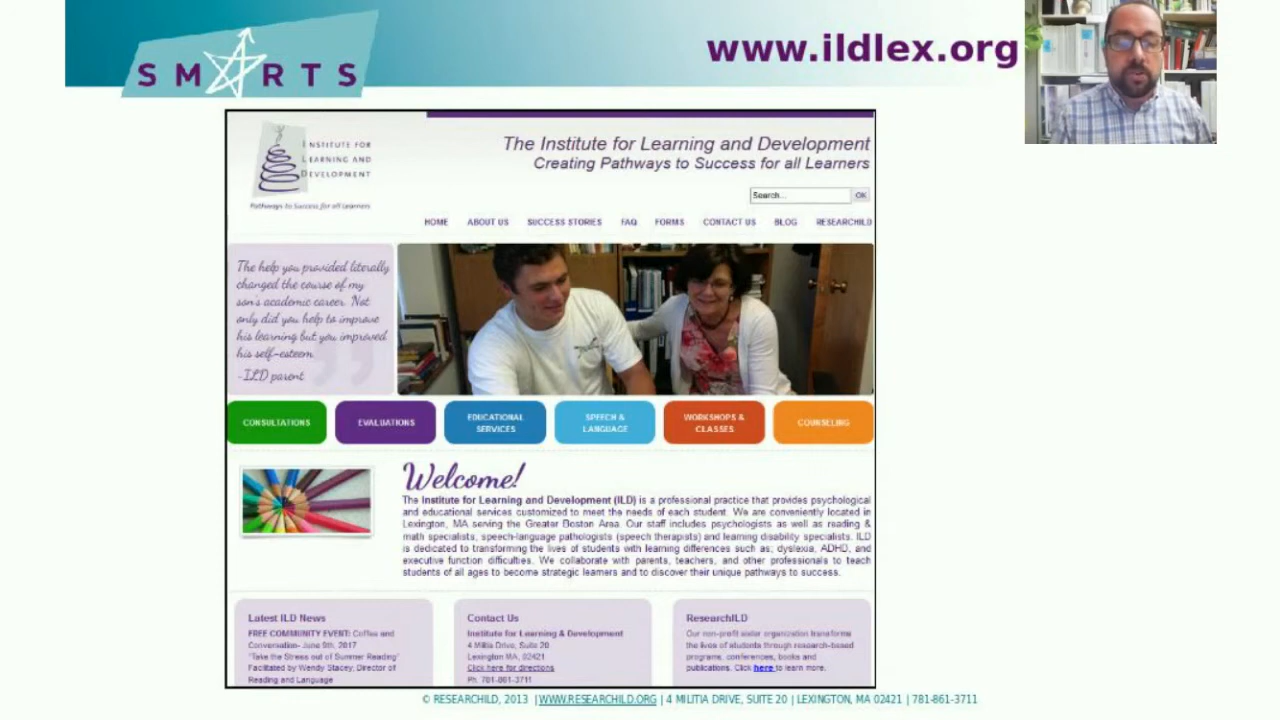 SMARTS
www.ildlex.org
INSTITUTE FOR
LEARNING AND
DEVELOPMENT
Pathways to Success for all Learners
The Institute for Learning and Development
Creating Pathways to Success for all Learners
Search...
OK
HOME ABOUT US SUCCESS STORIES FAQ FORMS CONTACT US BLOG RESEARCHILD
The help you provided literally
changed the course of my
son's academic career. Not
only did you help to improve
his learning but you improved
his self-esteem.
-ILD parent
CONSULTATIONS
EVALUATIONS
EDUCATIONAL
SERVICES
SPEECH &
LANGUAGE
WORKSHOPS &
CLASSES
COUNSELING
Welcome!
The Institute for Learning and Development (ILD) is a professional practice that provides psychological
and educational services customized to meet the needs of each student. We are conveniently located in
Lexington, MA serving the Greater Boston Area. Our staff includes psychologists as well as reading &
math specialists, speech-language pathologists (speech therapists) and learning disability specialists. ILD
is dedicated to transforming the lives of students with learning differences such as; dyslexia, ADHD, and
executive function difficulties. We collaborate with parents, teachers, and other professionals to teach
students of all ages to become strategic learners and to discover their unique pathways to success.
Latest ILD News
FREE COMMUNITY EVENT: Coffee and
Conversation- June 9th, 2017
"Take the Stress out of Summer Reading"
Facilitated by Wendy Stacey, Director of
Reading and Language
Contact Us
Institute for Learning & Development
4 Militia Drive, Suite 20
Lexington MA, 02421
Click here for directions
Ph. 781-861-3711
ResearchILD
Our non-profit sister organization transforms
the lives of students through research-based
programs, conferences, books and
publications. Click here to learn more.
© RESEARCHILD, 2013 | WWW.RESEARCHILD.ORG | 4 MILITIA DRIVE, SUITE 20 | LEXINGTON, MA 02421 | 781-861-3711